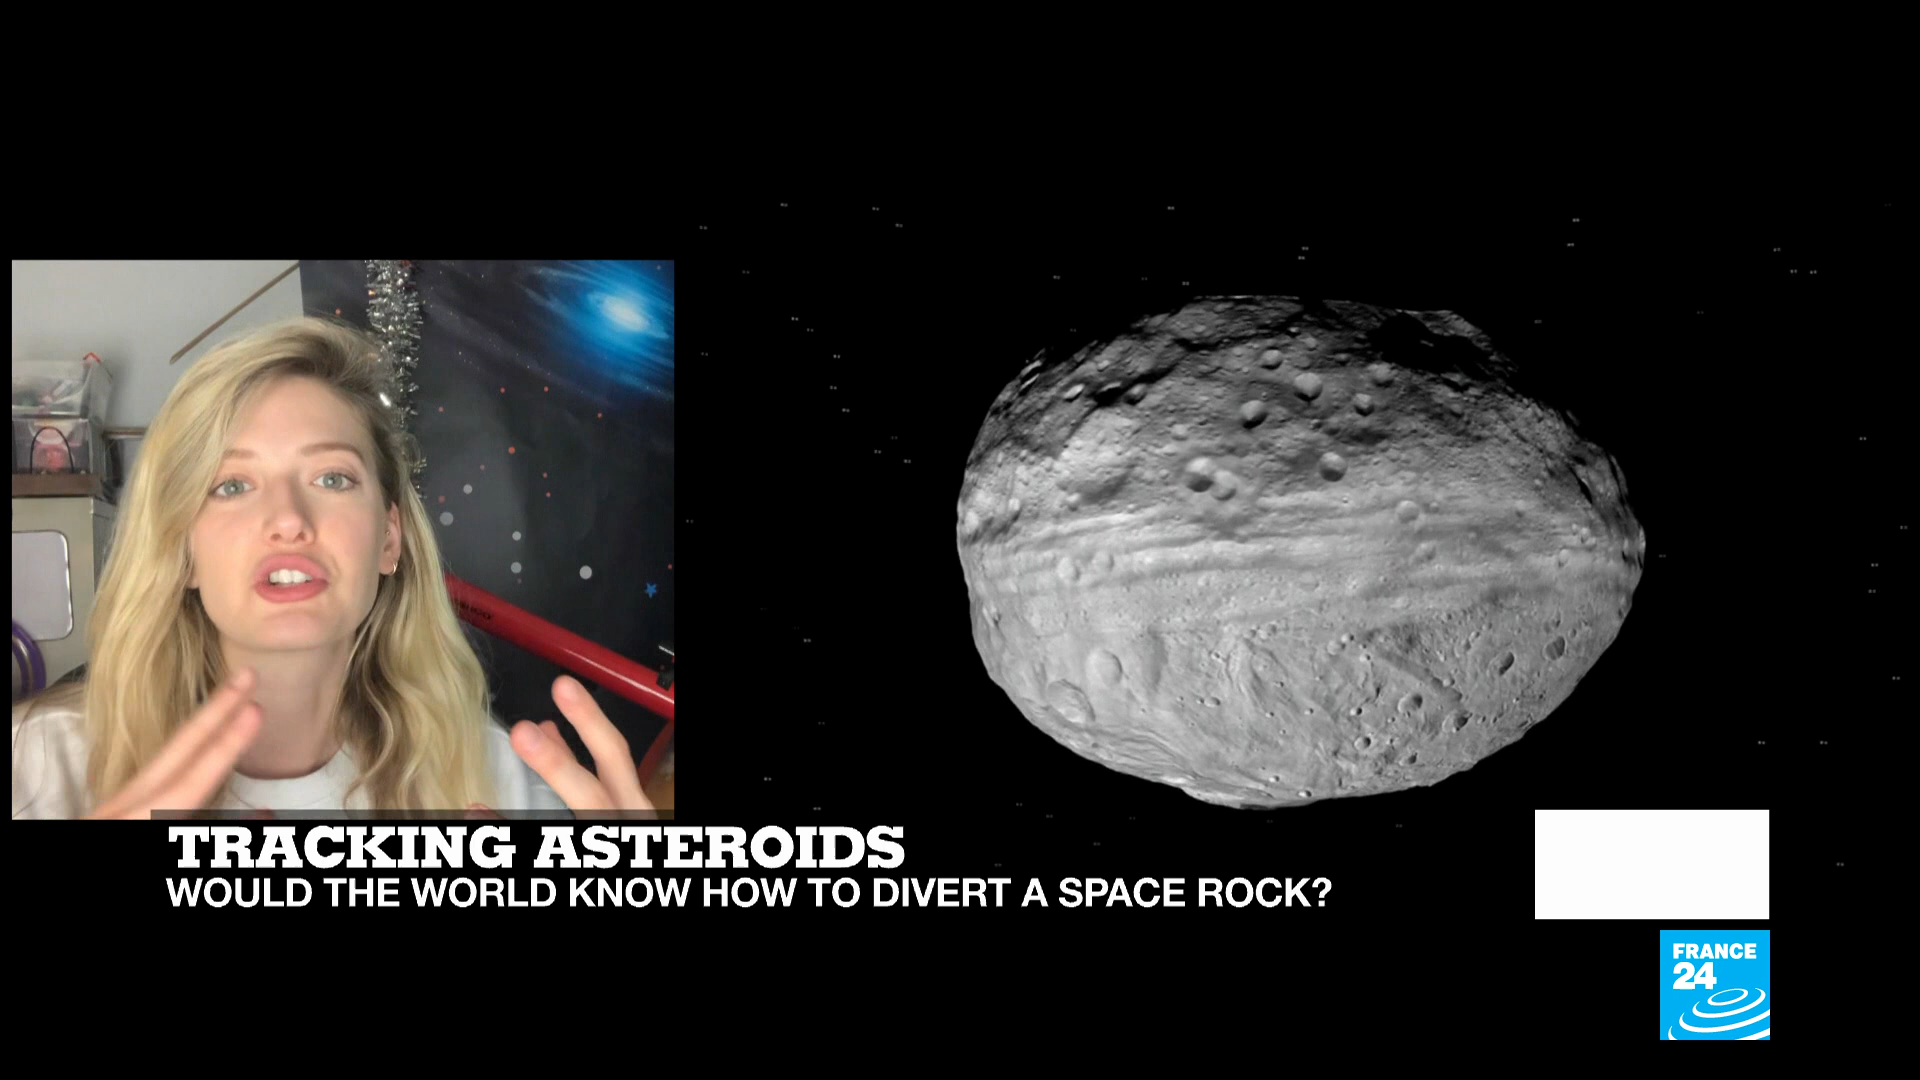 TRACKING ASTEROIDS
WOULD THE WORLD KNOW HOW TO DIVERT A SPACE ROCK?
FRANCE
24